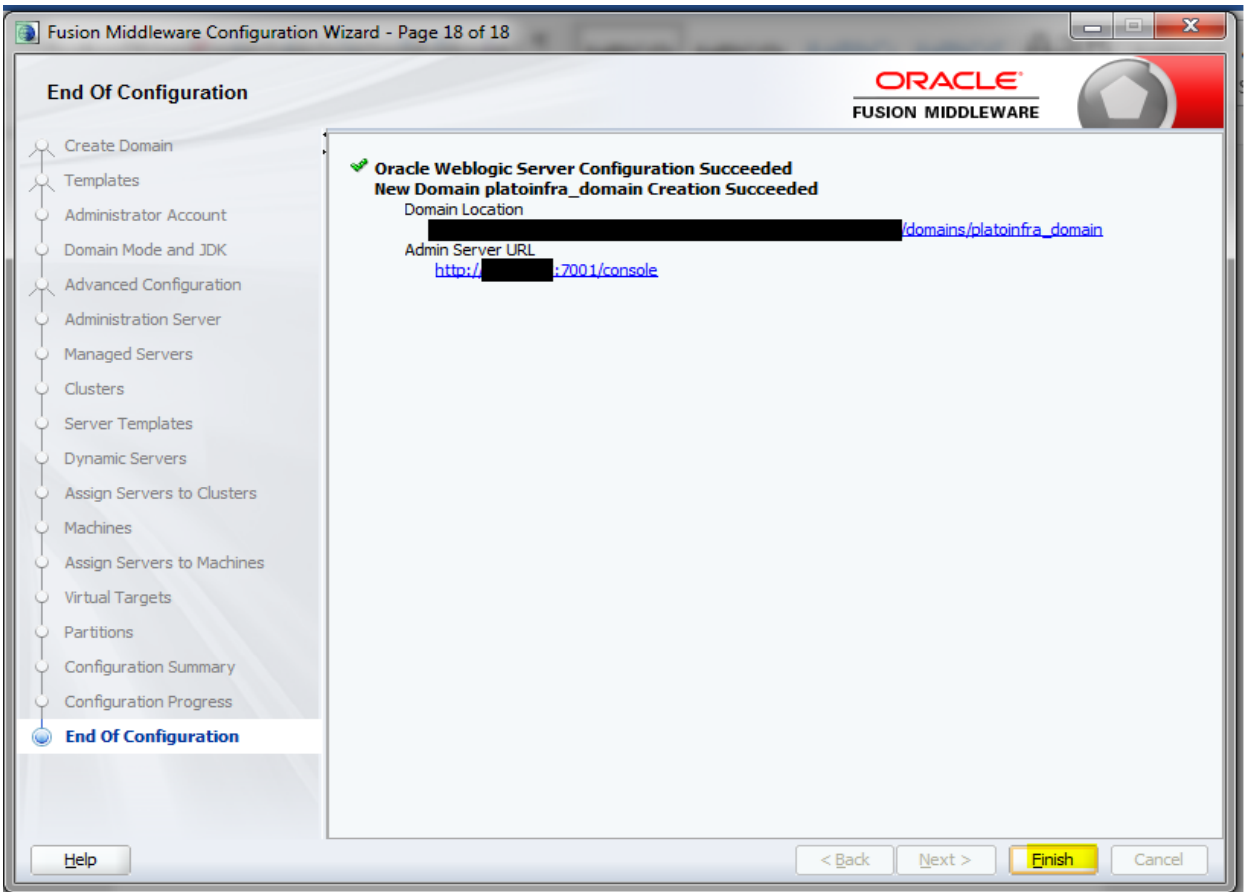 Fusion Middleware Configuration Wizard - Page 18 of 18
End Of Configuration
ORACLE
FUSION MIDDLEWARE
Create Domain
Templates
Administrator Account
Domain Mode and JDK
Advanced Configuration
Administration Server
Managed Servers
Clusters
Server Templates
Dynamic Servers
Assign Servers to Clusters
Machines
Assign Servers to Machines
Virtual Targets
Partitions
Configuration Summary
Configuration Progress
End Of Configuration
Oracle Weblogic Server Configuration Succeeded
New Domain platoinfra_domain Creation Succeeded
Domain Location
/domains/platoinfra_domain
Admin Server URL
http:// :7001/console
Help
< Back Next > Finish Cancel